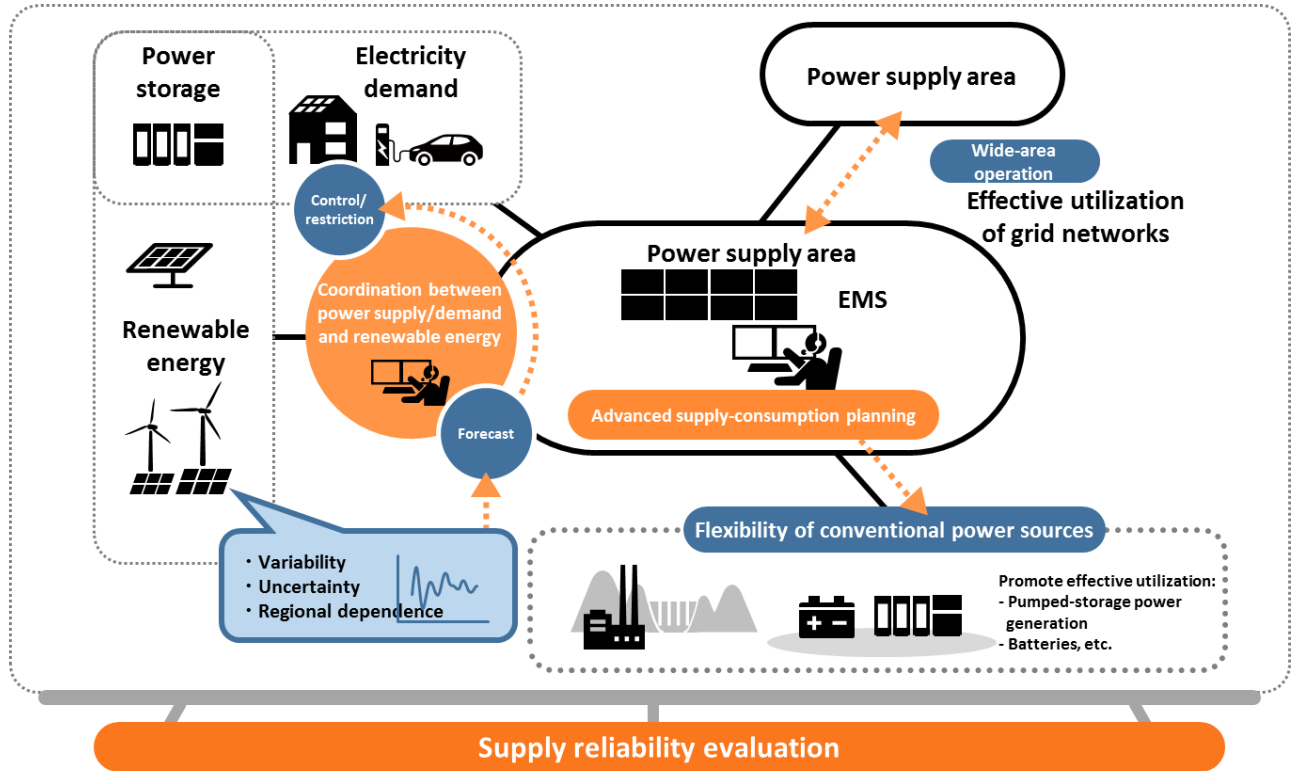 Power
storage
Electricity
demand
Power supply area
Wide-area
operation
Effective utilization
of grid networks
Control/
restriction
Power supply area
EMS
Coordination between
power supply/demand
and renewable energy
Renewable
energy
Advanced supply-consumption planning
Forecast
Flexibility of conventional power sources
・Variability
・Uncertainty
・Regional dependence
Promote effective utilization:
- Pumped-storage power
generation
- Batteries, etc.
Supply reliability evaluation